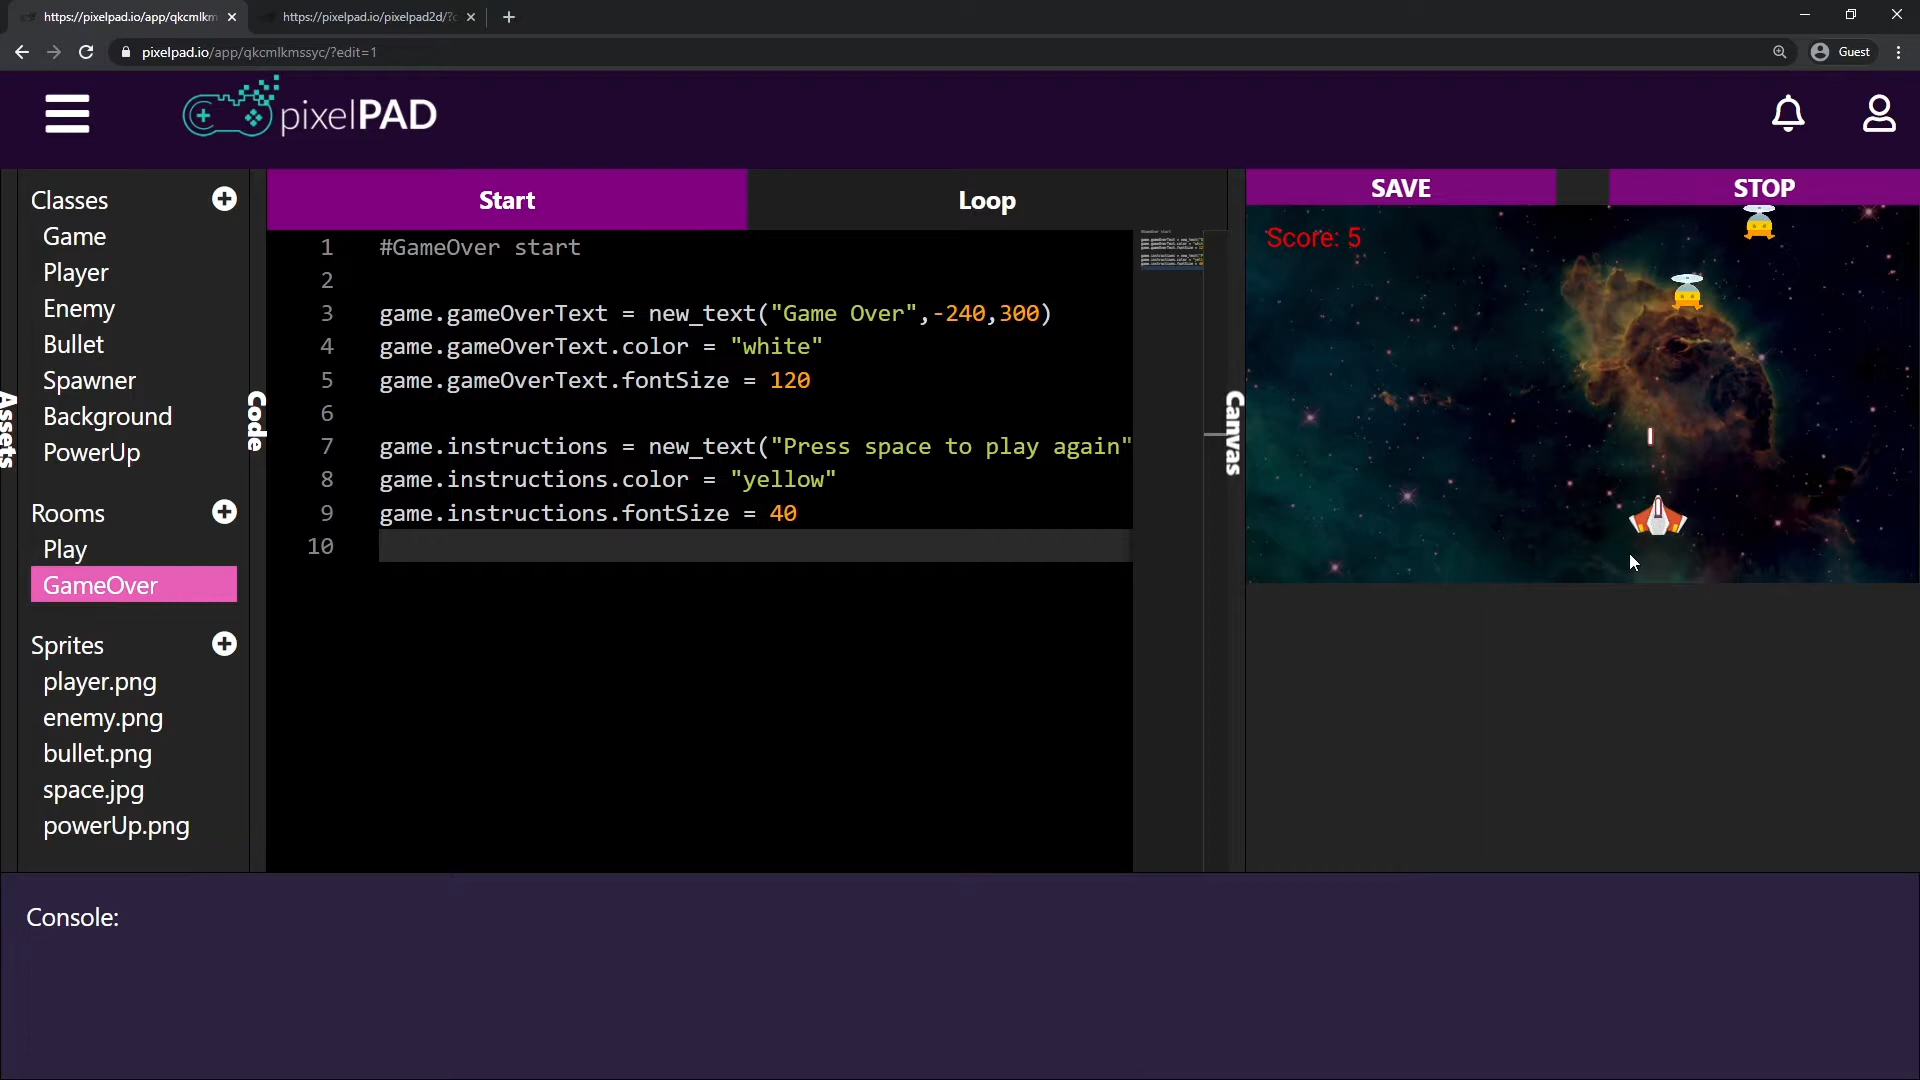 https://pixelpad.io/app/qkcmlkm
https://pixelpad.io/pixelpad2d/?c
pixelpad.io/app/qkcmlkmssyc/?edit=1
Guest
pixelPAD
Assets
Classes
Game
Player
Enemy
Bullet
Spawner
Background
PowerUp
Rooms
Play
GameOver
Sprites
player.png
enemy.png
bullet.png
space.jpg
powerUp.png
Code
Start
Loop
1 #GameOver start
2
3 game.gameOverText = new_text("Game Over",-240,300)
4 game.gameOverText.color = "white"
5 game.gameOverText.fontSize = 120
6
7 game.instructions = new_text("Press space to play again"
8 game.instructions.color = "yellow"
9 game.instructions.fontSize = 40
10
Canvas
SAVE
STOP
Score: 5
Console: